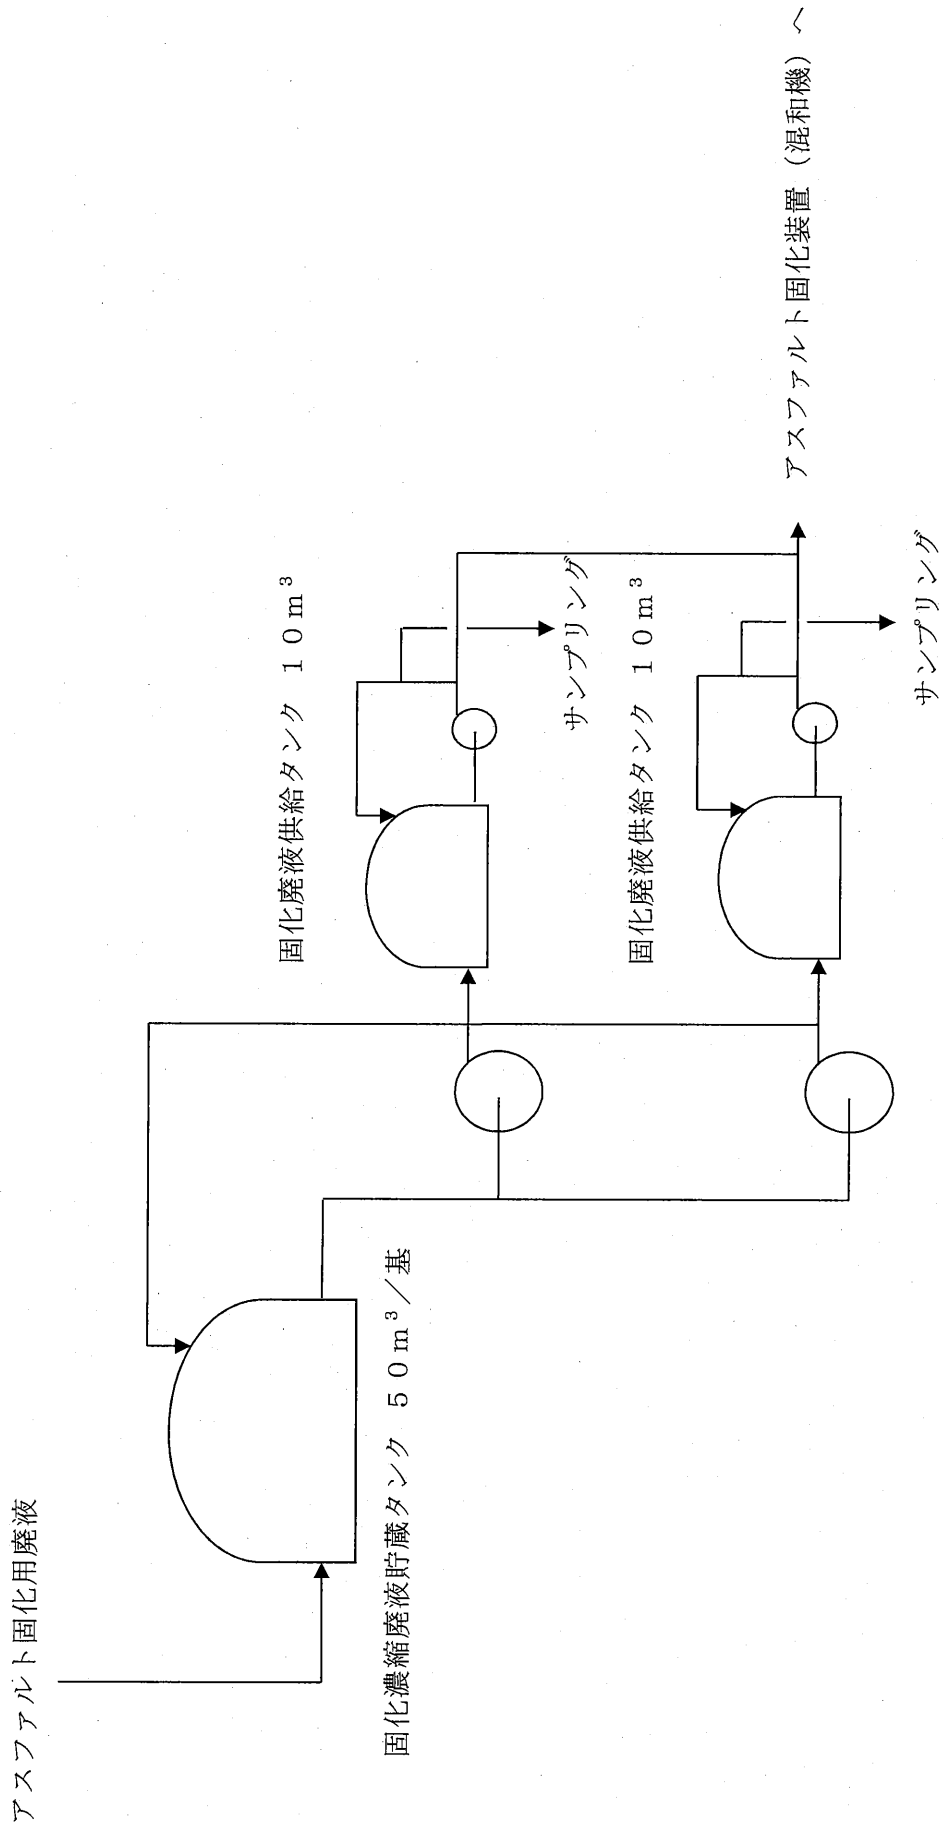 アスファルト固化用廃液
固化濃縮廃液貯蔵タンク　５０ｍ³／基
固化廃液供給タンク　１０ｍ³
サンプリング
固化廃液供給タンク　１０ｍ³
サンプリング
アスファルト固化装置（混和機）へ